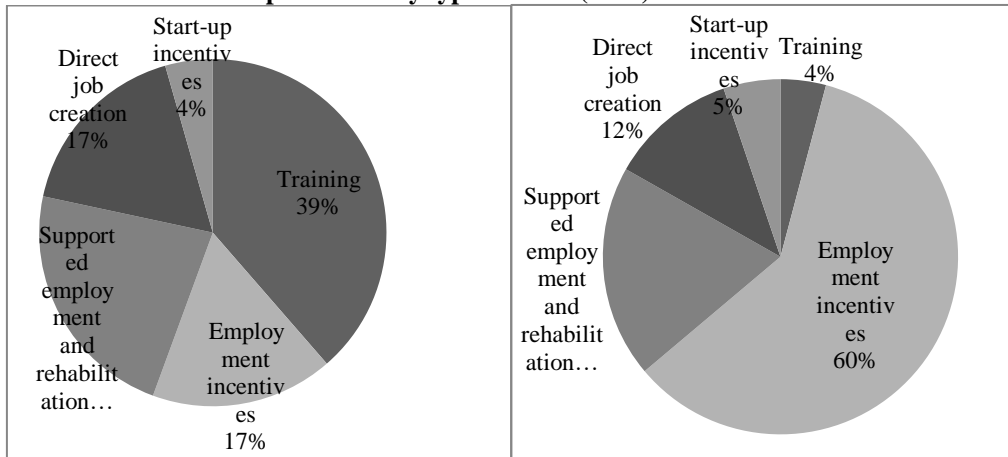 Start-up
incentiv
es
4%
Direct
job
creation
17%
Training
39%
Support
ed
employ
ment
and
rehabilit
ation…
Employ
ment
incentiv
es
17%
Start-up
incentiv
es
5%
Training
4%
Direct
job
creation
12%
Support
ed
employ
ment
and
rehabilit
ation…
Employ
ment
incentiv
es
60%